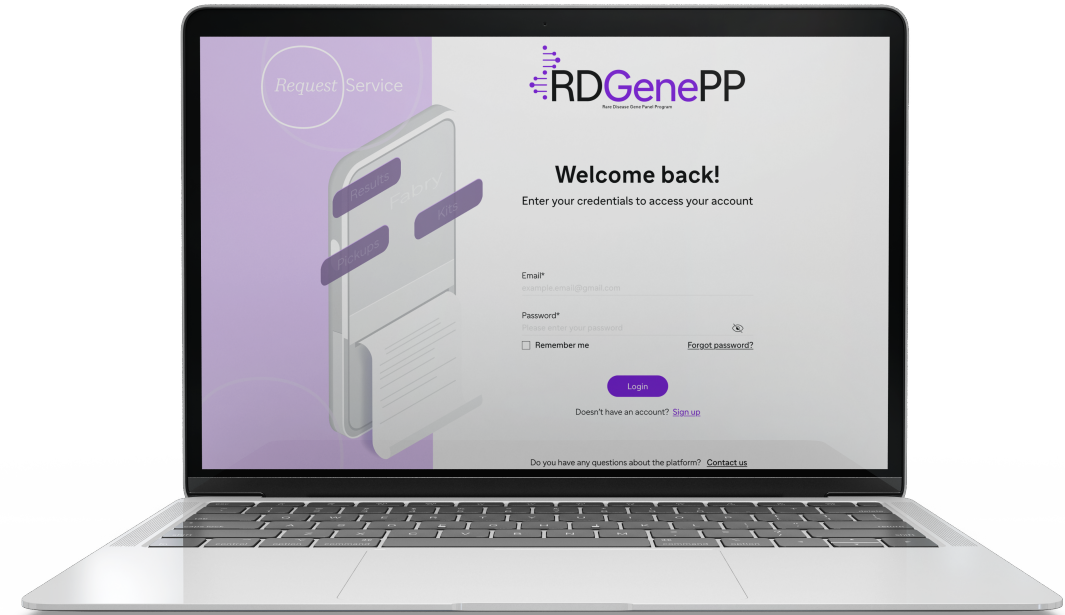 Request Service
Results
Fabry
Kits
Pickups
RDGenePP
Rare Disease Gene Panel Program
Welcome back!
Enter your credentials to access your account
Email*
example.email@gmail.com
Password*
Please enter your password
Remember me
Forgot password?
Login
Doesn't have an account? Sign up
Do you have any questions about the platform? Contact us